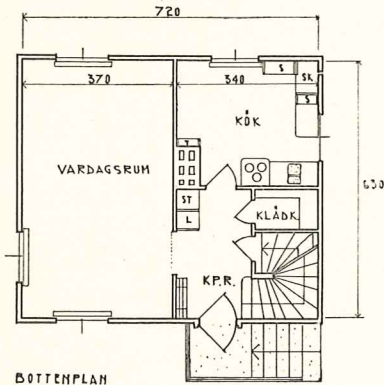 720
370
340
S
SK
S
KÖK
T
VARDAGSRUM
630
ST
L
KLÄDK.
KP.R.
BOTTENPLAN